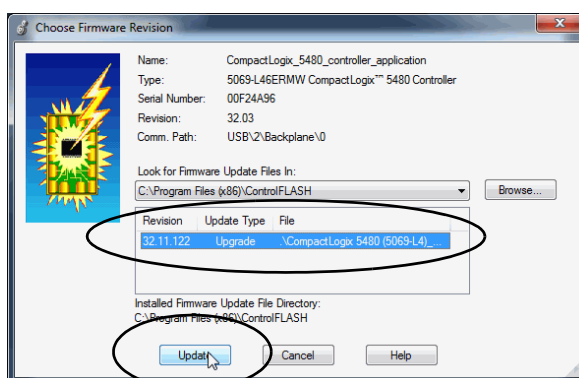 Choose Firmware Revision
Name: CompactLogix_5480_controller_application
Type: 5069-L46ERMW CompactLogix™ 5480 Controller
Serial Number: 00F24A96
Revision: 32.03
Comm. Path: USB\2\Backplane\0
Look for Firmware Update Files In:
C:\Program Files (x86)\ControlFLASH Browse...
Revision Update Type File
32.11.122 Upgrade .\CompactLogix 5480 (5069-L4)_...
Installed Firmware Update File Directory:
C:\Program Files (x86)\ControlFLASH
Update Cancel Help